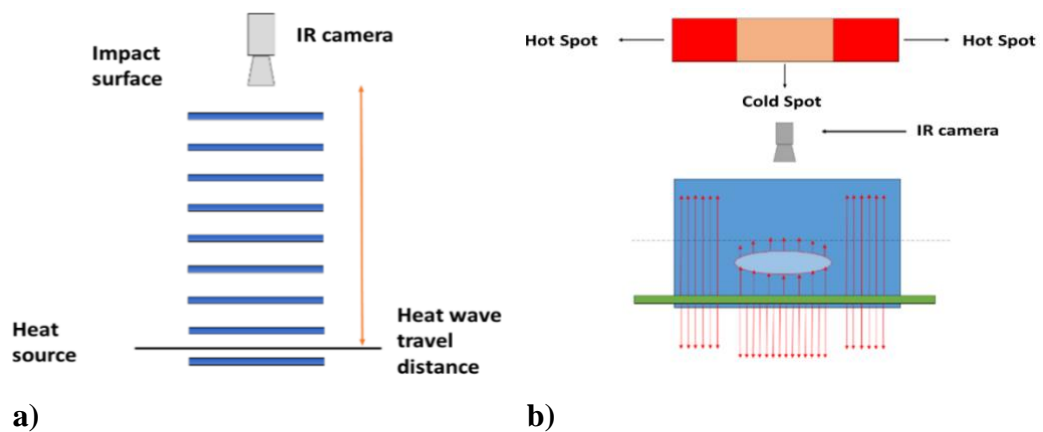 IR camera
Impact
surface
Heat
source
Heat wave
travel
distance
a)
Hot Spot
Hot Spot
Cold Spot
IR camera
b)